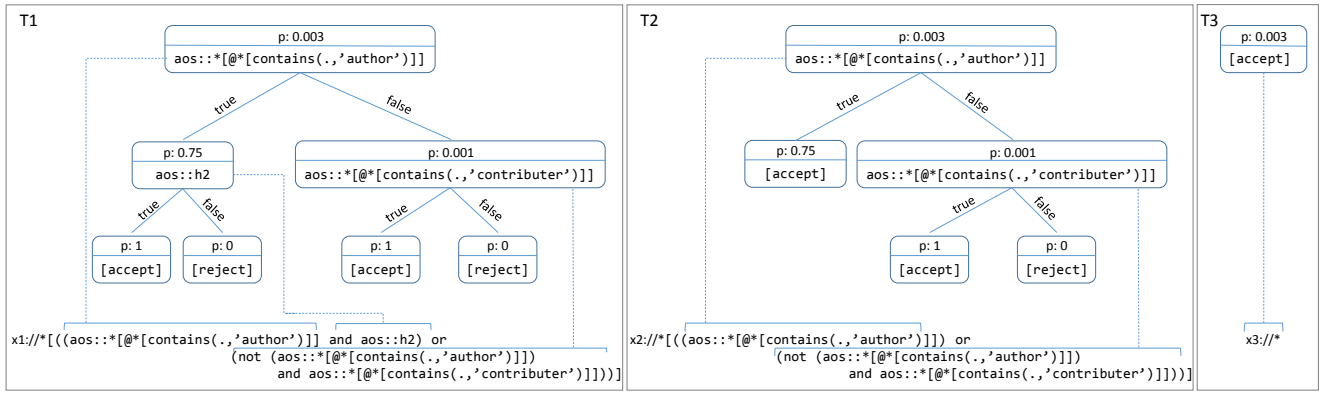 T1
p: 0.003
aos::*[@*[contains(.,’author’)]]
true
false
p: 0.75
aos::h2
p: 0.001
aos::*[@*[contains(.,’contributer’)]]
true
false
true
false
p: 1
[accept]
p: 0
[reject]
p: 1
[accept]
p: 0
[reject]
x1://*[((aos::*[@*[contains(.,’author’)]] and aos::h2) or
(not (aos::*[@*[contains(.,’author’)]])
and aos::*[@*[contains(.,’contributer’)]]))]
T2
p: 0.003
aos::*[@*[contains(.,’author’)]]
true
false
p: 0.75
[accept]
p: 0.001
aos::*[@*[contains(.,’contributer’)]]
true
false
p: 1
[accept]
p: 0
[reject]
x2://*[((aos::*[@*[contains(.,’author’)]]) or
(not (aos::*[@*[contains(.,’author’)]])
and aos::*[@*[contains(.,’contributer’)]]))]
T3
p: 0.003
[accept]
x3://*